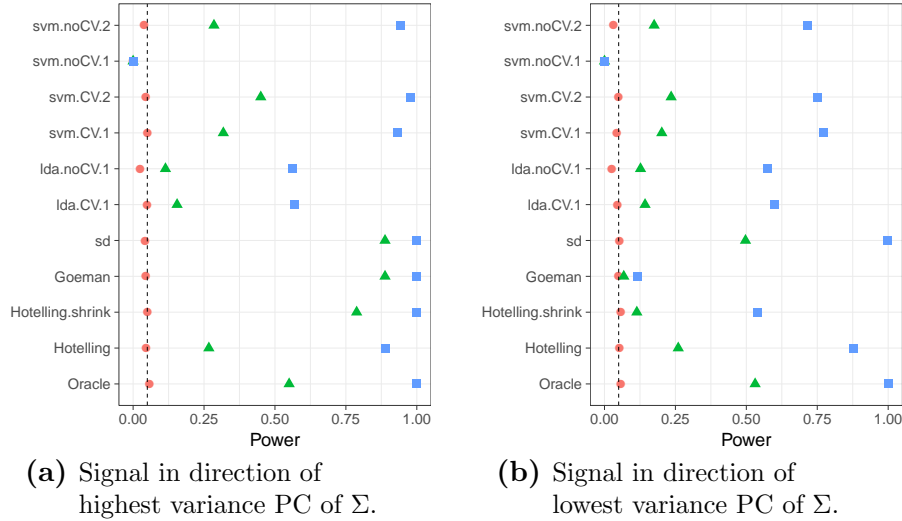 svm.noCV.2
svm.noCV.1
svm.CV.2
svm.CV.1
lda.noCV.1
lda.CV.1
sd
Goeman
Hotelling.shrink
Hotelling
Oracle
0.00 0.25 0.50 0.75 1.00
Power
(a) Signal in direction of
highest variance PC of Σ.
svm.noCV.2
svm.noCV.1
svm.CV.2
svm.CV.1
lda.noCV.1
lda.CV.1
sd
Goeman
Hotelling.shrink
Hotelling
Oracle
0.00 0.25 0.50 0.75 1.00
Power
(b) Signal in direction of
lowest variance PC of Σ.